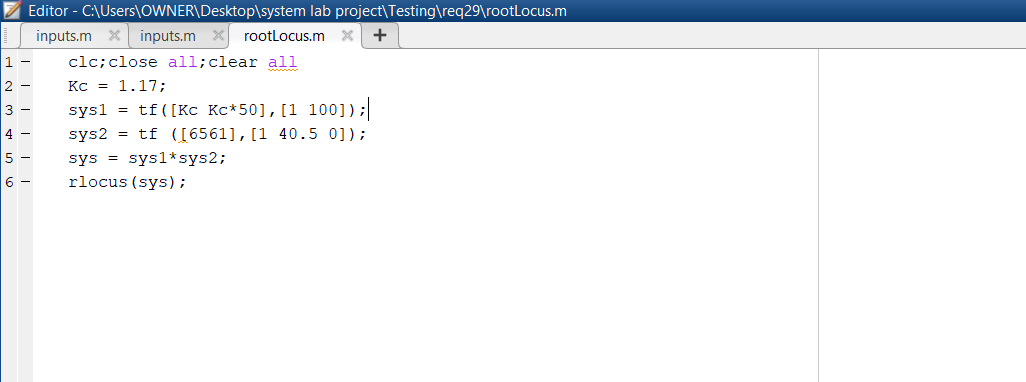 Editor - C:\Users\OWNER\Desktop\system lab project\Testing\req29\rootLocus.m
inputs.m inputs.m rootLocus.m
1 clc;close all;clear all
2 Kc = 1.17;
3 sys1 = tf([Kc Kc*50],[1 100]);
4 sys2 = tf ([6561],[1 40.5 0]);
5 sys = sys1*sys2;
6 rlocus(sys);